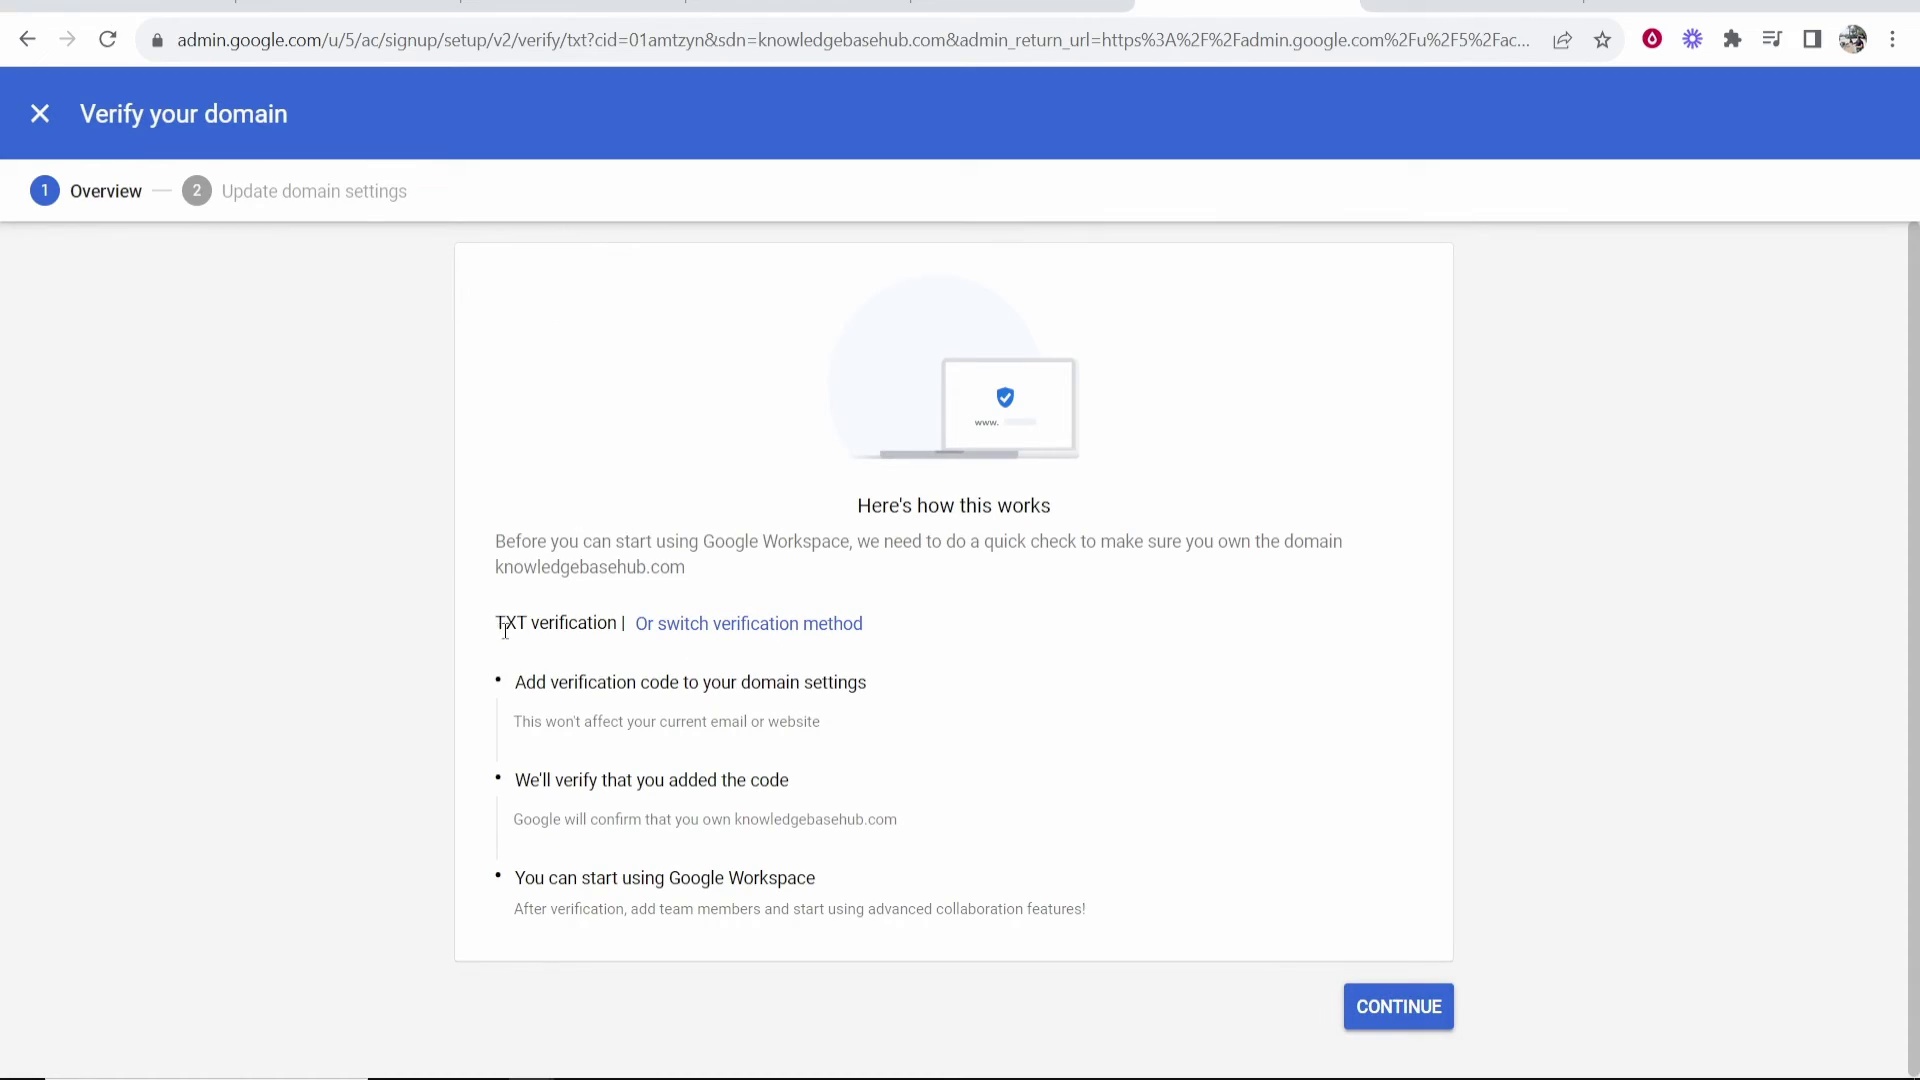 admin.google.com/u/5/ac/signup/setup/v2/verify/txt?cid=01amtzyn&sdn=knowledgebasehub.com&admin_return_url=https%3A%2F%2Fadmin.google.com%2Fu%2F5%2Fac...
Verify your domain
1 Overview 2 Update domain settings
www.
Here's how this works
Before you can start using Google Workspace, we need to do a quick check to make sure you own the domain
knowledgebasehub.com
TXT verification | Or switch verification method
• Add verification code to your domain settings
This won't affect your current email or website
• We'll verify that you added the code
Google will confirm that you own knowledgebasehub.com
• You can start using Google Workspace
After verification, add team members and start using advanced collaboration features!
CONTINUE